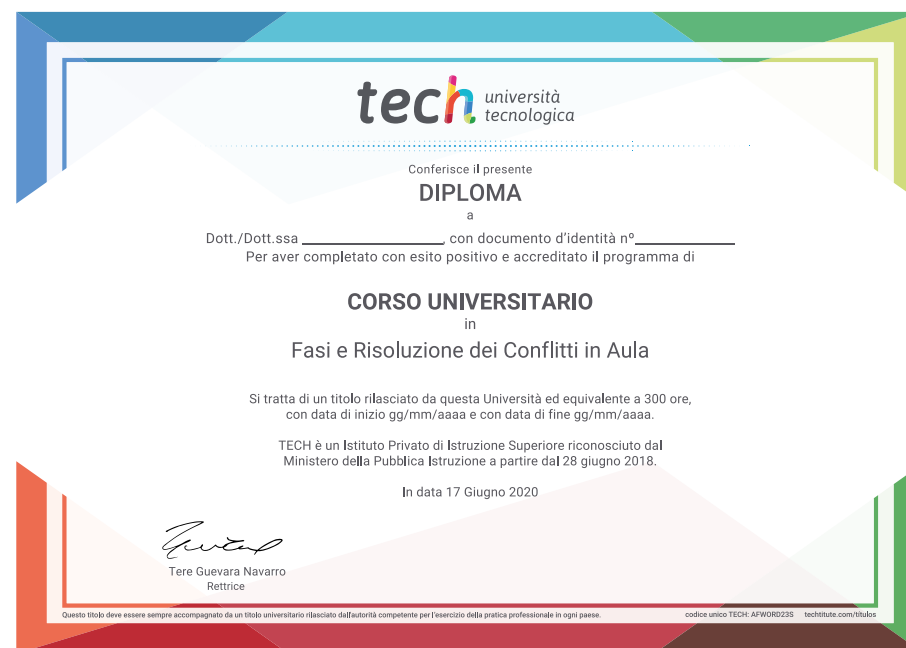 tech università
tecnologica
Conferisce il presente
DIPLOMA
a
Dott./Dott.ssa ____________________, con documento d'identità nº______________
Per aver completato con esito positivo e accreditato il programma di
CORSO UNIVERSITARIO
in
Fasi e Risoluzione dei Conflitti in Aula
Si tratta di un titolo rilasciato da questa Università ed equivalente a 300 ore,
con data di inizio gg/mm/aaaa e con data di fine gg/mm/aaaa.
TECH è un Istituto Privato di Istruzione Superiore riconosciuto dal
Ministero della Pubblica Istruzione a partire dal 28 giugno 2018.
In data 17 Giugno 2020
Tere Guevara Navarro
Rettrice
Questo titolo deve essere sempre accompagnato da un titolo universitario rilasciato dall'autorità competente per l'esercizio della pratica professionale in ogni paese. codice unico TECH: AFWORD23S techtitute.com/títulos